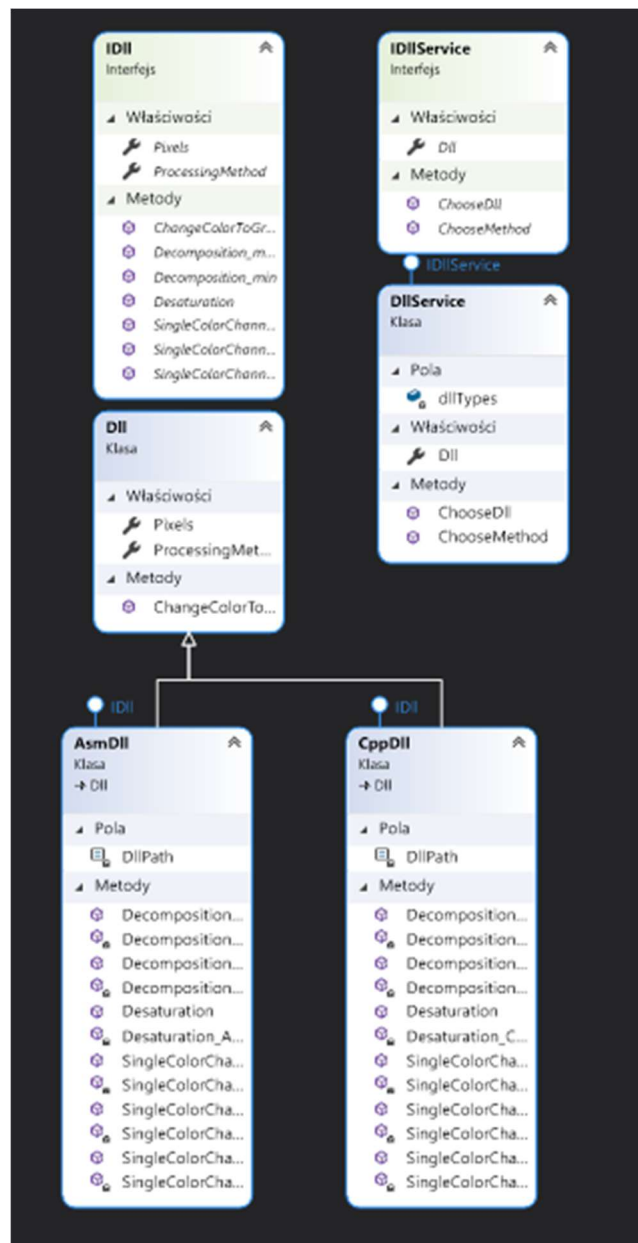 IDll
Interfejs
Właściwości
Pixels
ProcessingMethod
Metody
ChangeColorToGr...
Decomposition_m...
Decomposition_min
Desaturation
SingleColorChann...
SingleColorChann...
SingleColorChann...
IDllService
Interfejs
Właściwości
Dll
Metody
ChooseDll
ChooseMethod
IDllService
DllService
Klasa
Pola
dllTypes
Właściwości
Dll
Metody
ChooseDll
ChooseMethod
Dll
Klasa
Właściwości
Pixels
ProcessingMet...
Metody
ChangeColorTo...
IDll
AsmDll
Klasa
→ Dll
Pola
DllPath
Metody
Decomposition...
Decomposition...
Decomposition...
Decomposition...
Desaturation
Desaturation_A...
SingleColorCha...
SingleColorCha...
SingleColorCha...
SingleColorCha...
SingleColorCha...
SingleColorCha...
IDll
CppDll
Klasa
→ Dll
Pola
DllPath
Metody
Decomposition...
Decomposition...
Decomposition...
Decomposition...
Desaturation
Desaturation_C...
SingleColorCha...
SingleColorCha...
SingleColorCha...
SingleColorCha...
SingleColorCha...
SingleColorCha...